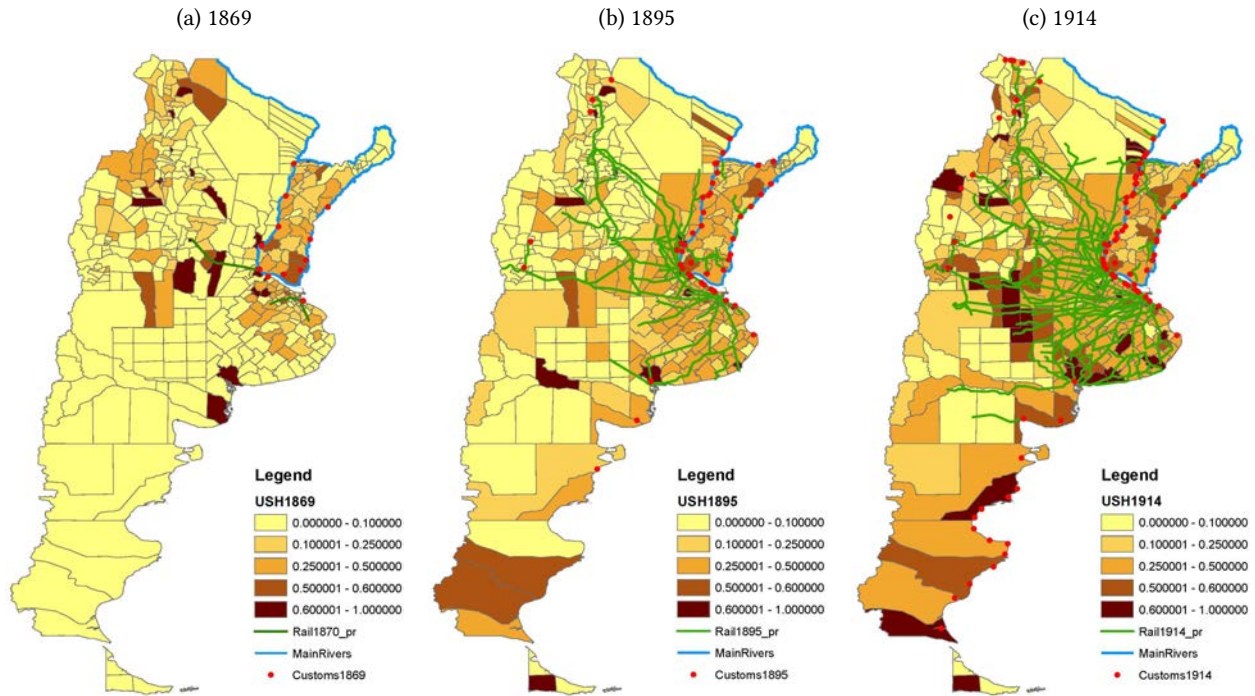 (a) 1869
(b) 1895
(c) 1914
Legend
USH1869
0.000000 - 0.100000
0.100001 - 0.250000
0.250001 - 0.500000
0.500001 - 0.600000
0.600001 - 1.000000
Rail1870_pr
MainRivers
Customs1869
Legend
USH1895
0.000000 - 0.100000
0.100001 - 0.250000
0.250001 - 0.500000
0.500001 - 0.600000
0.600001 - 1.000000
Rail1895_pr
MainRivers
Customs1895
Legend
USH1914
0.000000 - 0.100000
0.100001 - 0.250000
0.250001 - 0.500000
0.500001 - 0.600000
0.600001 - 1.000000
Rail1914_pr
MainRivers
Customs1914